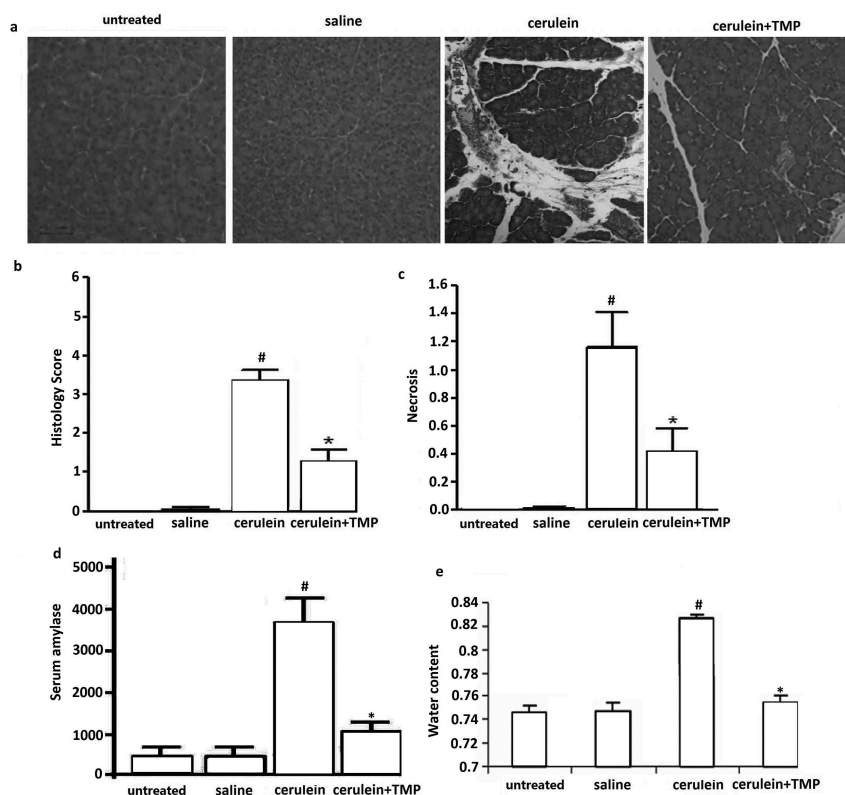 untreated saline cerulein cerulein+TMP
a
b
6
5
4
3
2
1
0
Histology Score
#
*
untreated saline cerulein cerulein+TMP
c
1.6
1.4
1.2
1.0
0.8
0.6
0.4
0.2
0.0
Necrosis
#
*
untreated saline cerulein cerulein+TMP
d
5000
4000
3000
2000
1000
0
Serum amylase
#
*
untreated saline cerulein cerulein+TMP
e
0.84
0.82
0.8
0.76
0.74
0.72
0.7
Water content
#
*
untreated saline cerulein cerulein+TMP